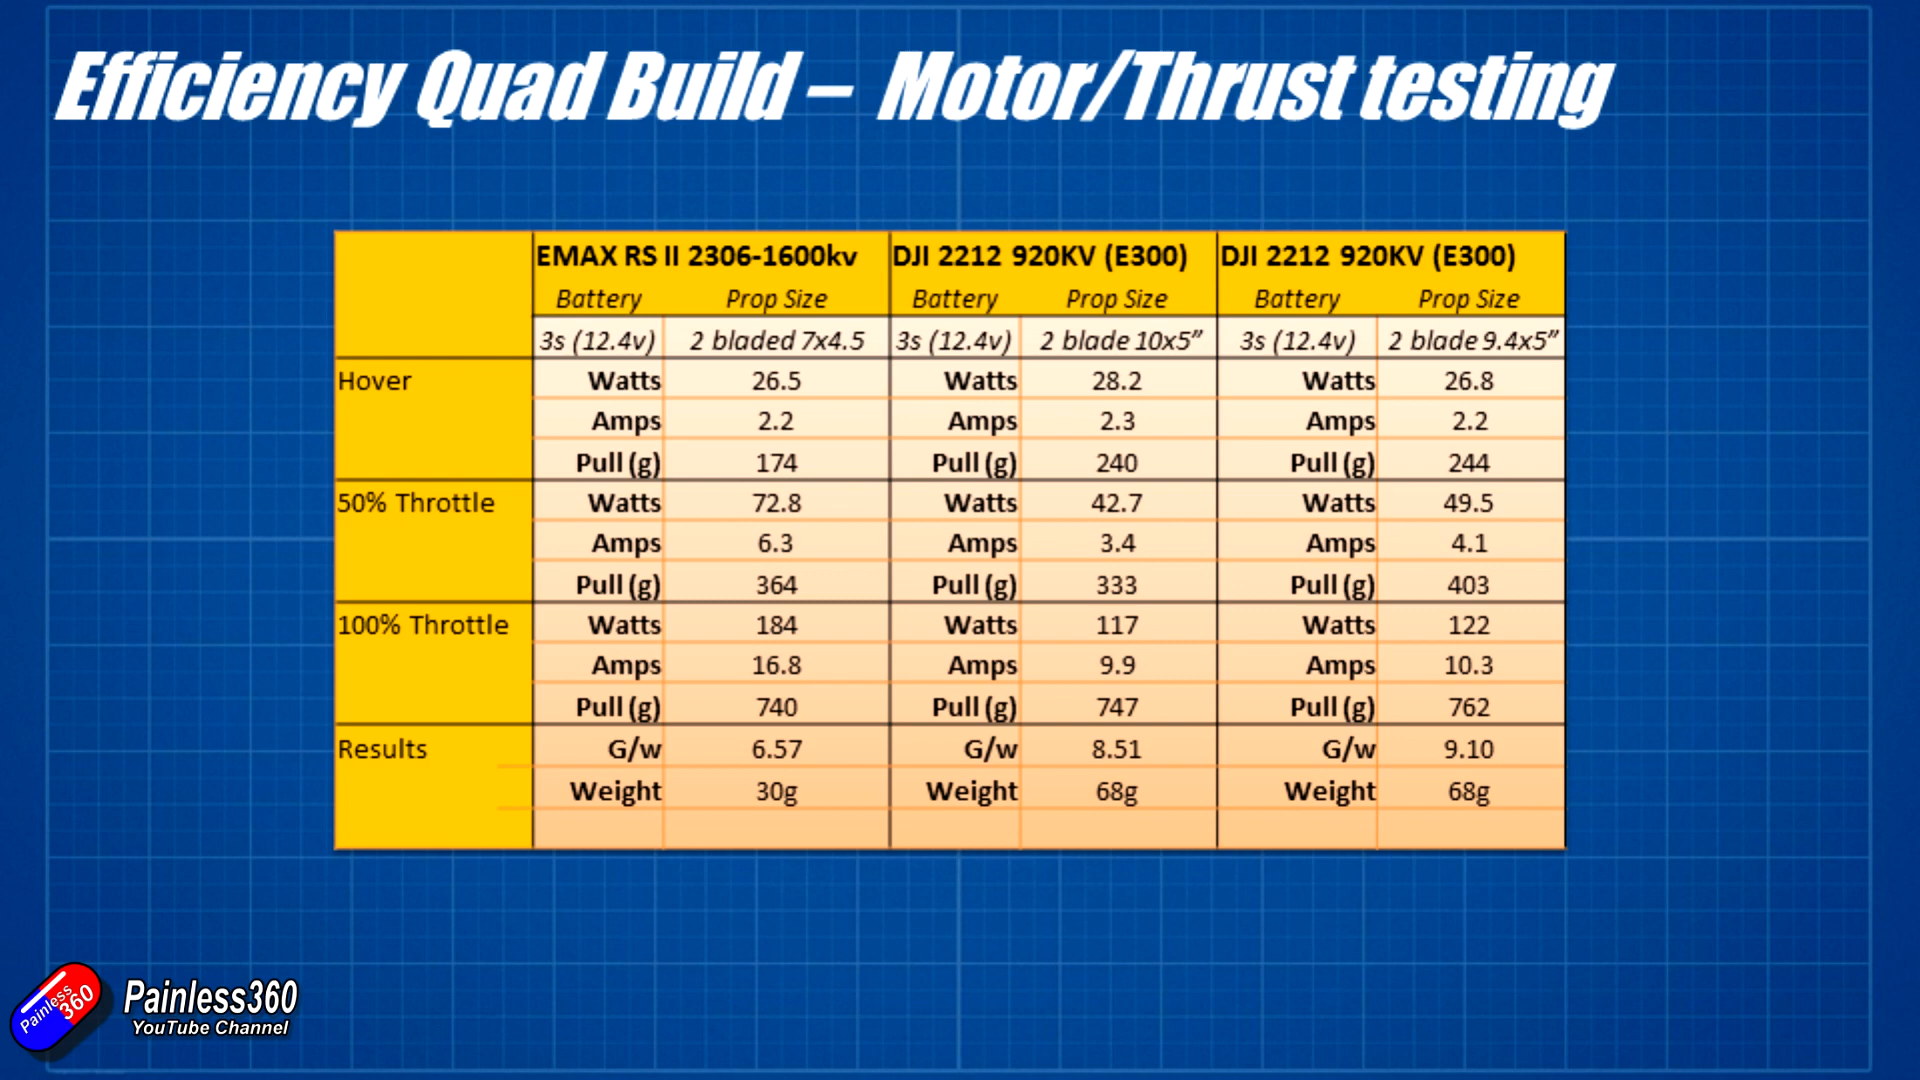 Efficiency Quad Build – Motor/Thrust testing
EMAX RS II 2306-1600kv DJI 2212 920KV (E300) DJI 2212 920KV (E300)
Battery Prop Size Battery Prop Size Battery Prop Size
3s (12.4v) 2 bladed 7x4.5 3s (12.4v) 2 blade 10x5” 3s (12.4v) 2 blade 9.4x5”
Hover Watts 26.5 Watts 28.2 Watts 26.8
Amps 2.2 Amps 2.3 Amps 2.2
Pull (g) 174 Pull (g) 240 Pull (g) 244
50% Throttle Watts 72.8 Watts 42.7 Watts 49.5
Amps 6.3 Amps 3.4 Amps 4.1
Pull (g) 364 Pull (g) 333 Pull (g) 403
100% Throttle Watts 184 Watts 117 Watts 122
Amps 16.8 Amps 9.9 Amps 10.3
Pull (g) 740 Pull (g) 747 Pull (g) 762
Results G/w 6.57 G/w 8.51 G/w 9.10
Weight 30g Weight 68g Weight 68g
Painless
360
Painless360
YouTube Channel